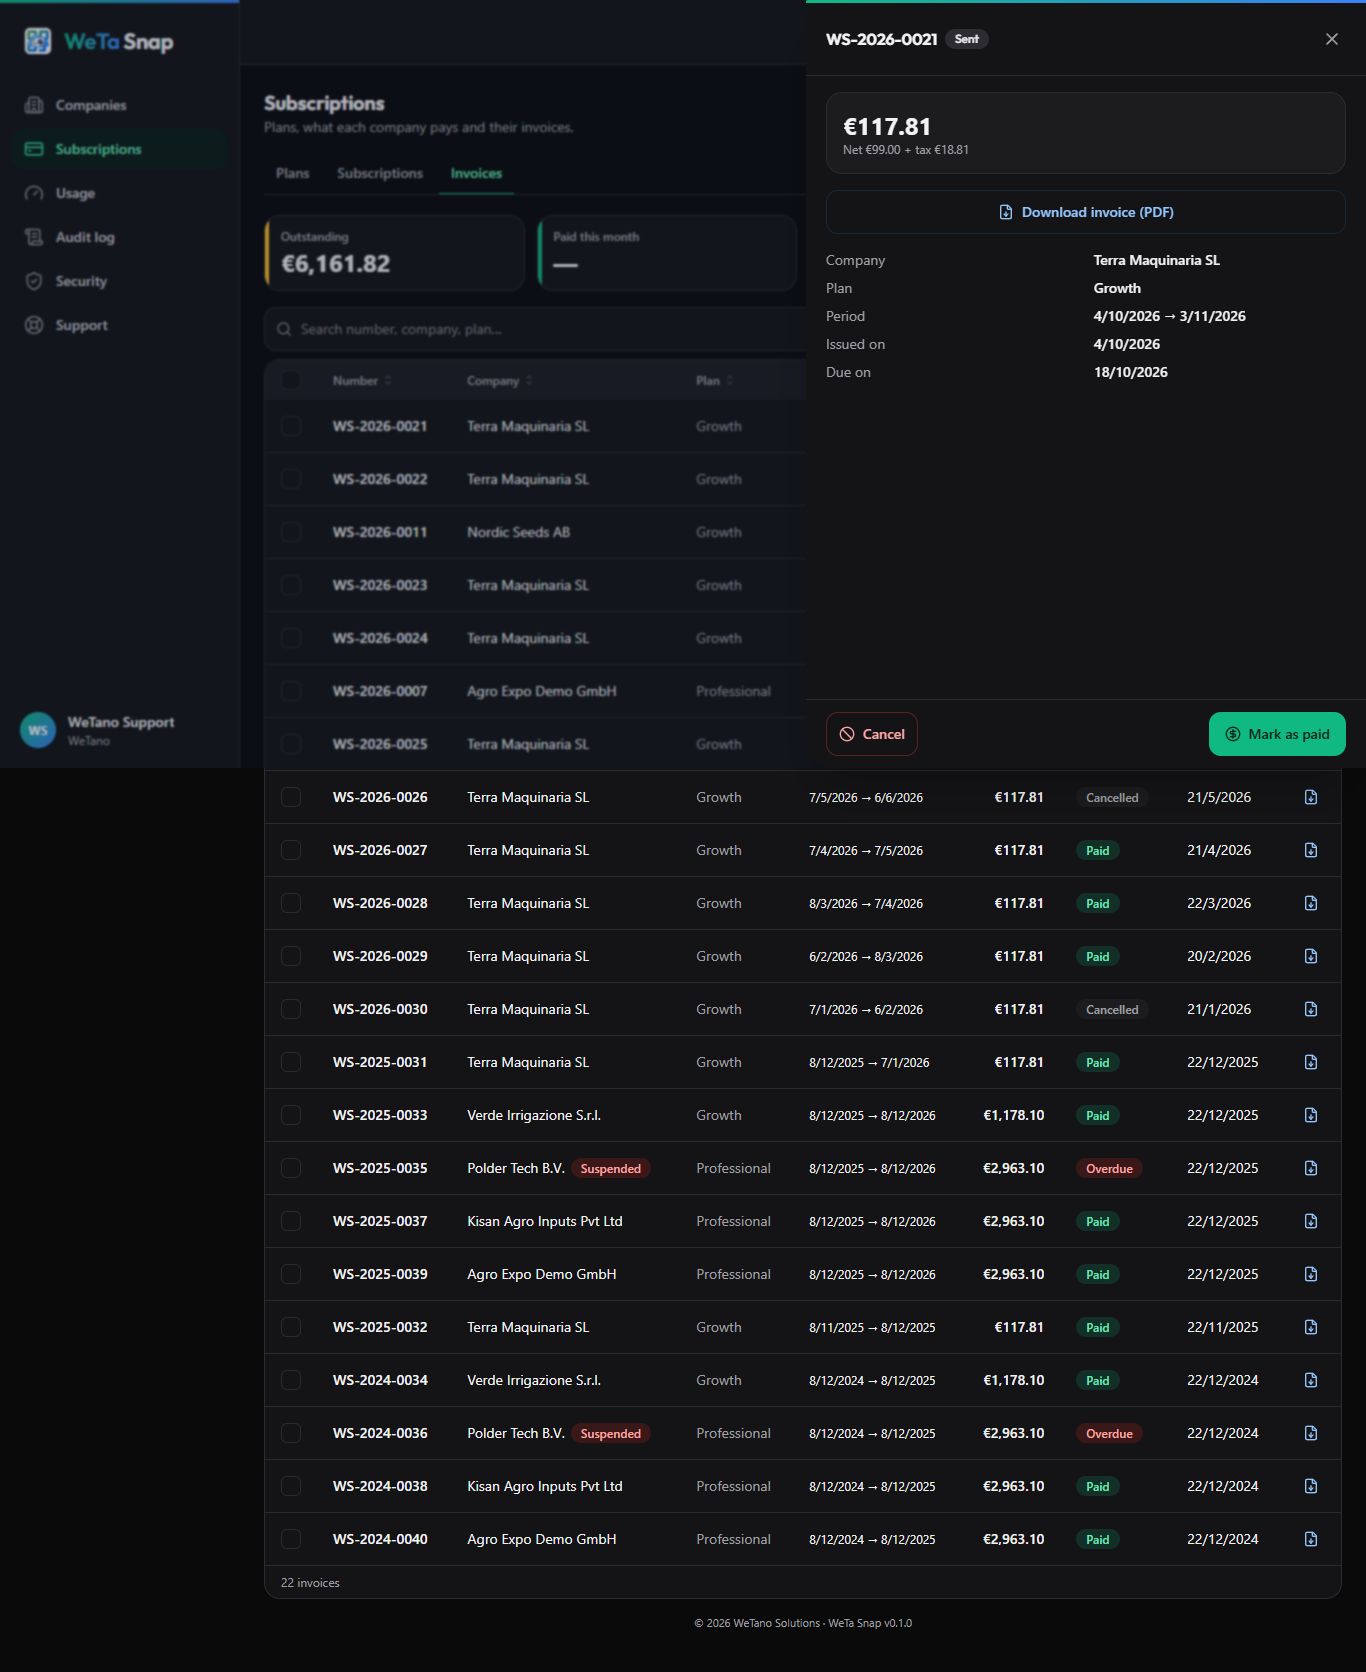 WeTa Snap
Companies
Subscriptions
Usage
Audit log
Security
Support
WS
WeTano Support
WeTano
Subscriptions
Plans, what each company pays and their invoices.
Plans Subscriptions Invoices
Outstanding
€6,161.82
Paid this month
—
Search number, company, plan...
Number Company Plan
WS-2026-0021 Terra Maquinaria SL Growth
WS-2026-0022 Terra Maquinaria SL Growth
WS-2026-0011 Nordic Seeds AB Growth
WS-2026-0023 Terra Maquinaria SL Growth
WS-2026-0024 Terra Maquinaria SL Growth
WS-2026-0007 Agro Expo Demo GmbH Professional
WS-2026-0025 Terra Maquinaria SL Growth
WS-2026-0026 Terra Maquinaria SL Growth 7/5/2026 → 6/6/2026 €117.81 Cancelled 21/5/2026
WS-2026-0027 Terra Maquinaria SL Growth 7/4/2026 → 7/5/2026 €117.81 Paid 21/4/2026
WS-2026-0028 Terra Maquinaria SL Growth 8/3/2026 → 7/4/2026 €117.81 Paid 22/3/2026
WS-2026-0029 Terra Maquinaria SL Growth 6/2/2026 → 8/3/2026 €117.81 Paid 20/2/2026
WS-2026-0030 Terra Maquinaria SL Growth 7/1/2026 → 6/2/2026 €117.81 Cancelled 21/1/2026
WS-2025-0031 Terra Maquinaria SL Growth 8/12/2025 → 7/1/2026 €117.81 Paid 22/12/2025
WS-2025-0033 Verde Irrigazione S.r.l. Growth 8/12/2025 → 8/12/2026 €1,178.10 Paid 22/12/2025
WS-2025-0035 Polder Tech B.V. Suspended Professional 8/12/2025 → 8/12/2026 €2,963.10 Overdue 22/12/2025
WS-2025-0037 Kisan Agro Inputs Pvt Ltd Professional 8/12/2025 → 8/12/2026 €2,963.10 Paid 22/12/2025
WS-2025-0039 Agro Expo Demo GmbH Professional 8/12/2025 → 8/12/2026 €2,963.10 Paid 22/12/2025
WS-2025-0032 Terra Maquinaria SL Growth 8/11/2025 → 8/12/2025 €117.81 Paid 22/11/2025
WS-2024-0034 Verde Irrigazione S.r.l. Growth 8/12/2024 → 8/12/2025 €1,178.10 Paid 22/12/2024
WS-2024-0036 Polder Tech B.V. Suspended Professional 8/12/2024 → 8/12/2025 €2,963.10 Overdue 22/12/2024
WS-2024-0038 Kisan Agro Inputs Pvt Ltd Professional 8/12/2024 → 8/12/2025 €2,963.10 Paid 22/12/2024
WS-2024-0040 Agro Expo Demo GmbH Professional 8/12/2024 → 8/12/2025 €2,963.10 Paid 22/12/2024
22 invoices
© 2026 WeTano Solutions · WeTa Snap v0.1.0
WS-2026-0021 Sent
€117.81
Net €99.00 + tax €18.81
Download invoice (PDF)
Company Terra Maquinaria SL
Plan Growth
Period 4/10/2026 → 3/11/2026
Issued on 4/10/2026
Due on 18/10/2026
Cancel
Mark as paid